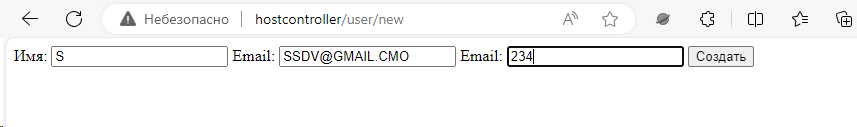 Небезопасно hostcontroller/user/new
Имя: S Email: SSDV@GMAIL.CMO Email: 234 Создать